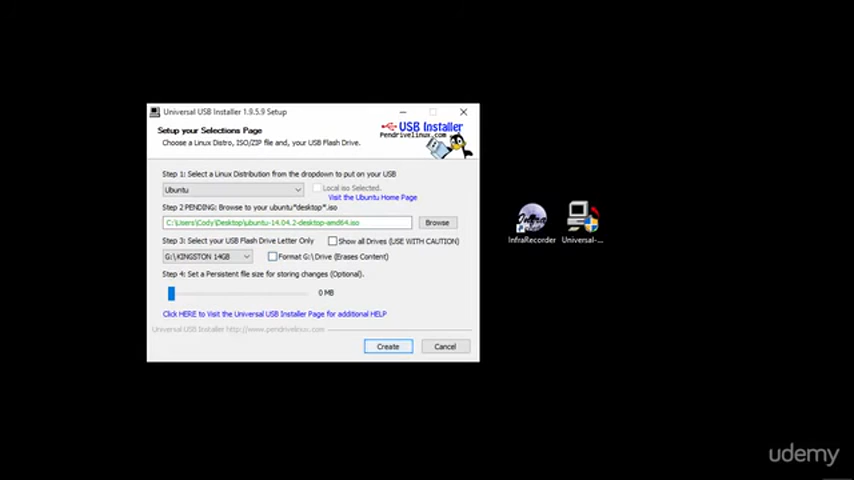 Universal USB Installer 1.9.5.9 Setup
Setup your Selections Page
Choose a Linux Distro, ISO/ZIP file and, your USB Flash Drive.
USB Installer
Pendrivelinux.com
Step 1: Select a Linux Distribution from the dropdown to put on your USB
Ubuntu
Local iso Selected.
Visit the Ubuntu Home Page
Step 2 PENDING: Browse to your ubuntu*desktop*.iso
C:\Users\Cody\Desktop\ubuntu-14.04.2-desktop-amd64.iso
Browse
Step 3: Select your USB Flash Drive Letter Only
Show all Drives (USE WITH CAUTION)
G:\KINGSTON 14GB
Format G:\Drive (Erases Content)
Step 4: Set a Persistent file size for storing changes (Optional).
0 MB
Click HERE to Visit the Universal USB Installer Page for additional HELP
Universal USB Installer http://www.pendrivelinux.com
Create
Cancel
Infra
InfraRecorder
Universal-...
udemy